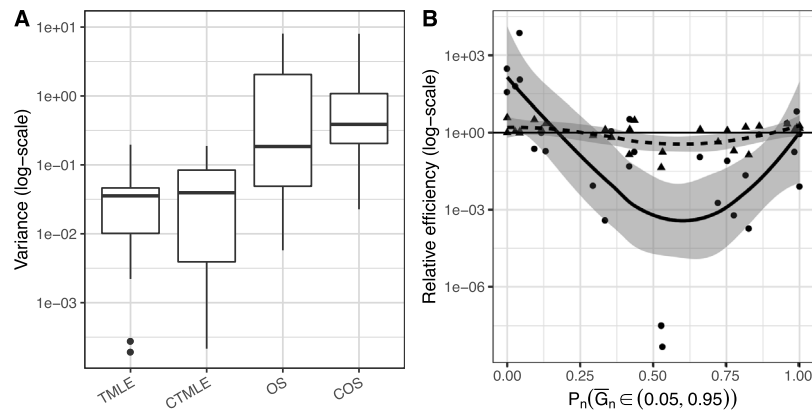 A
Variance (log−scale)
1e+01
1e+00
1e−01
1e−02
1e−03
TMLE
CTMLE
OS
COS
B
Relative efficiency (log−scale)
1e+03
1e+00
1e−03
1e−06
0.00
0.25
0.50
0.75
1.00
Pn(G̅n ∈ (0.05, 0.95))